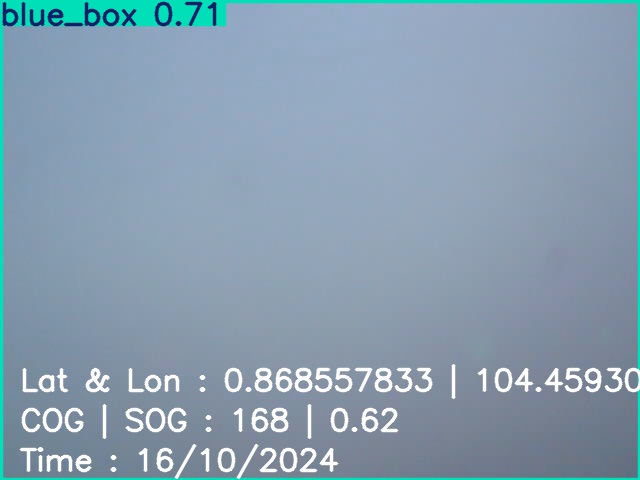 blue_box 0.71
Lat & Lon : 0.868557833 | 104.45930
COG | SOG : 168 | 0.62
Time : 16/10/2024